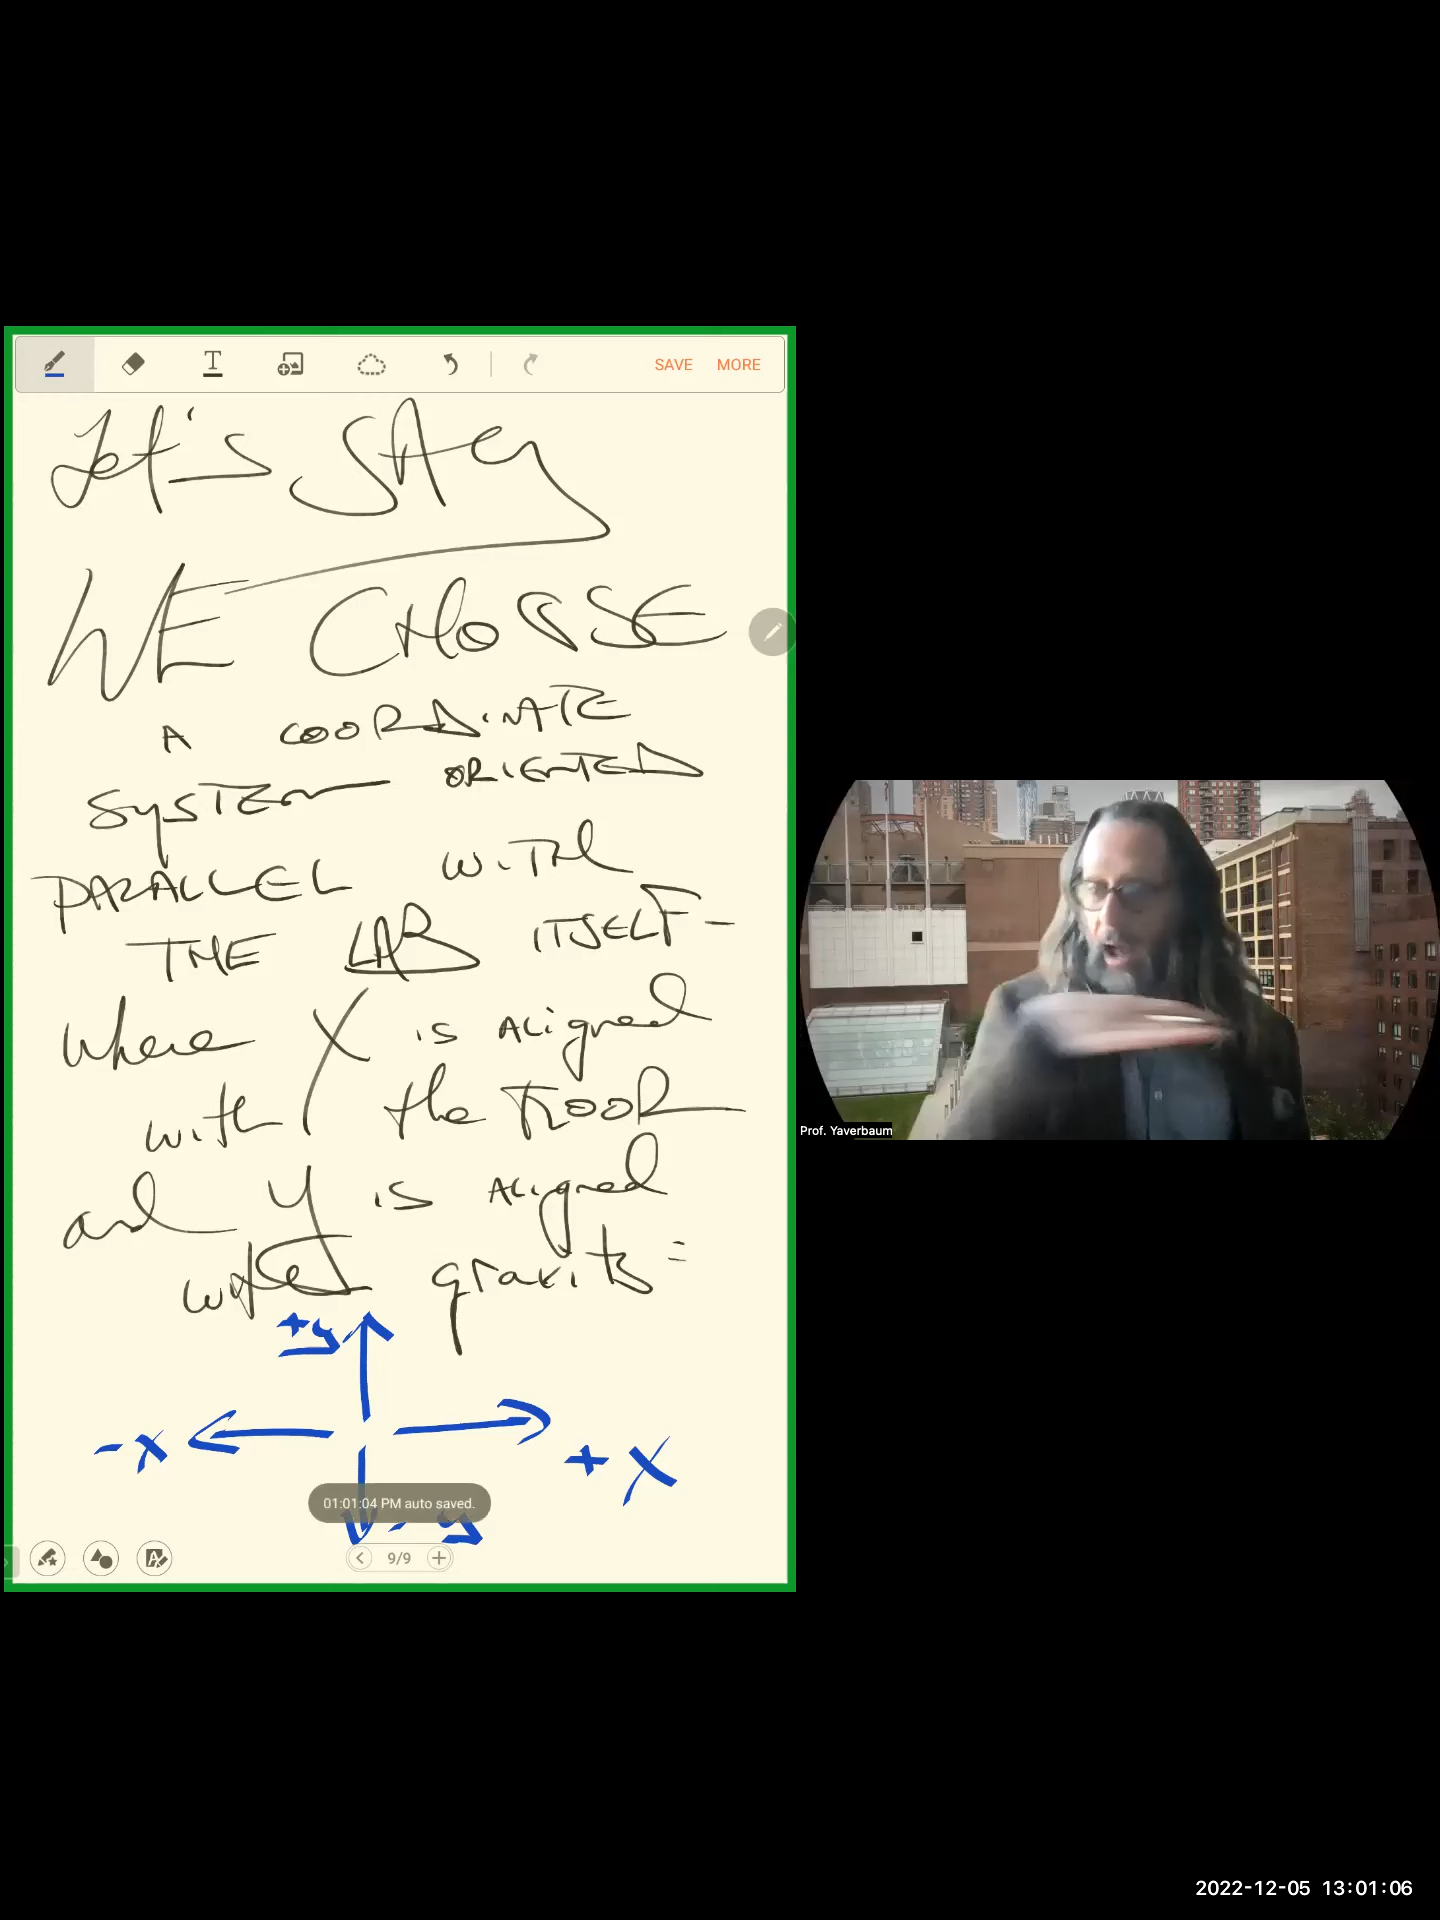 SAVE MORE
Let's SAy
WE CHOOSE
A COORDINATE
SYSTEM ORIENTED
PARALLEL WITH
THE LAB ITSELF-
Where X is ALigned
with the FLOOR
and y is ALigned
with gravity =
+y
-x
+x
01:01:04 PM auto saved.
-y
9/9
Prof. Yaverbaum
2022-12-05 13:01:06